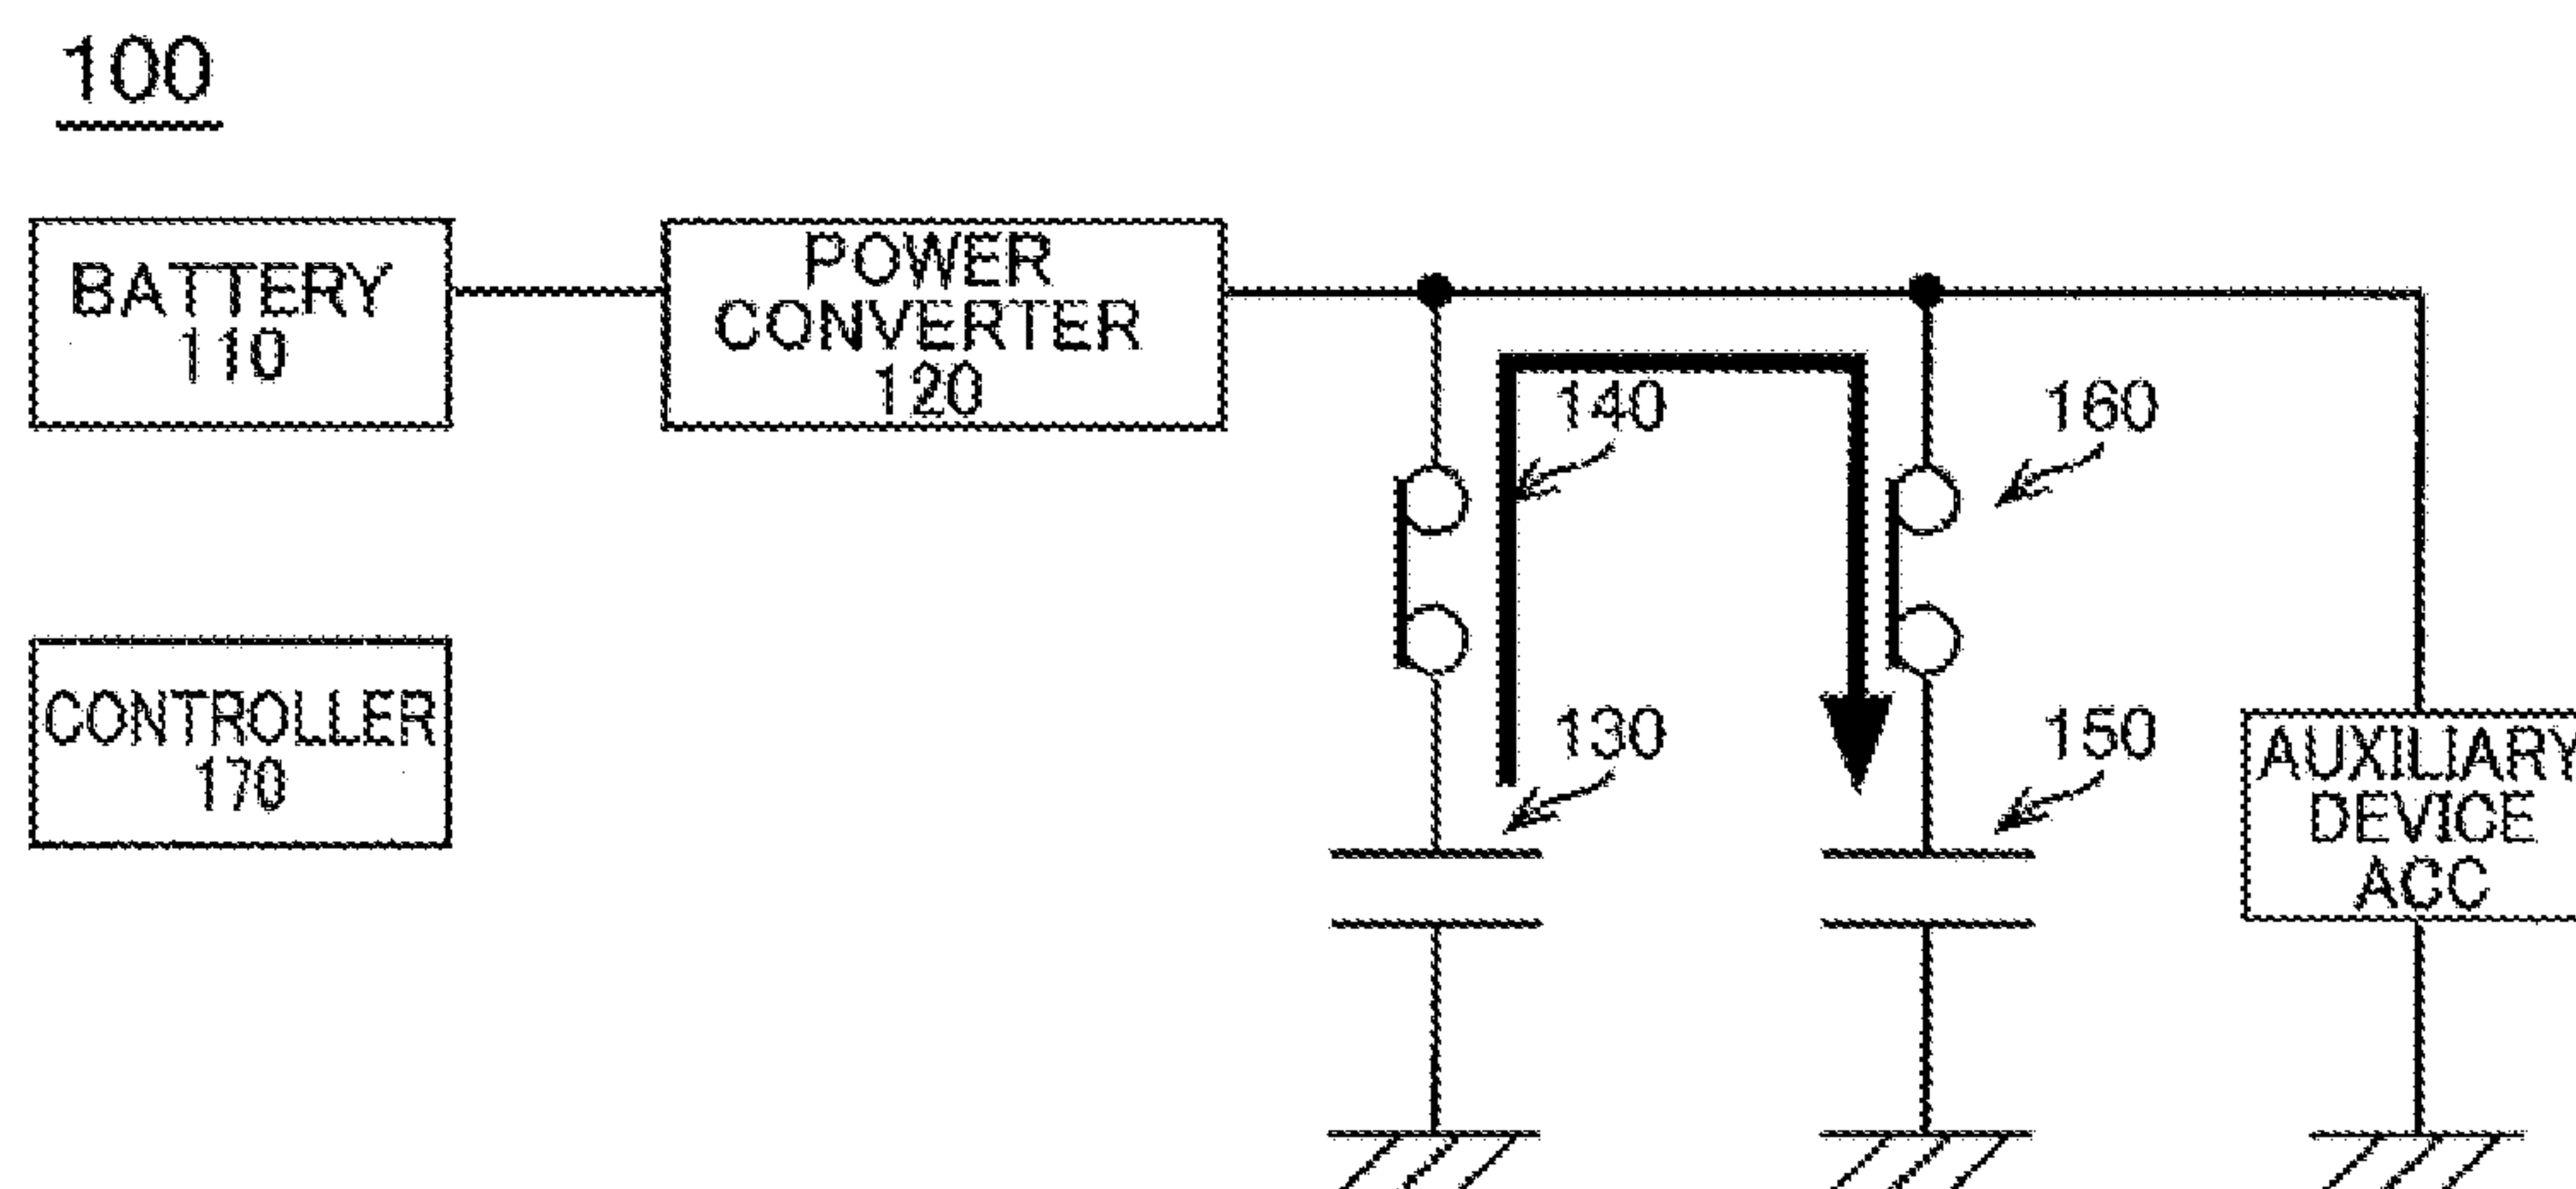 100
BATTERY
110
POWER
CONVERTER
120
140
160
CONTROLLER
170
130
150
AUXILIARY
DEVICE
ACC